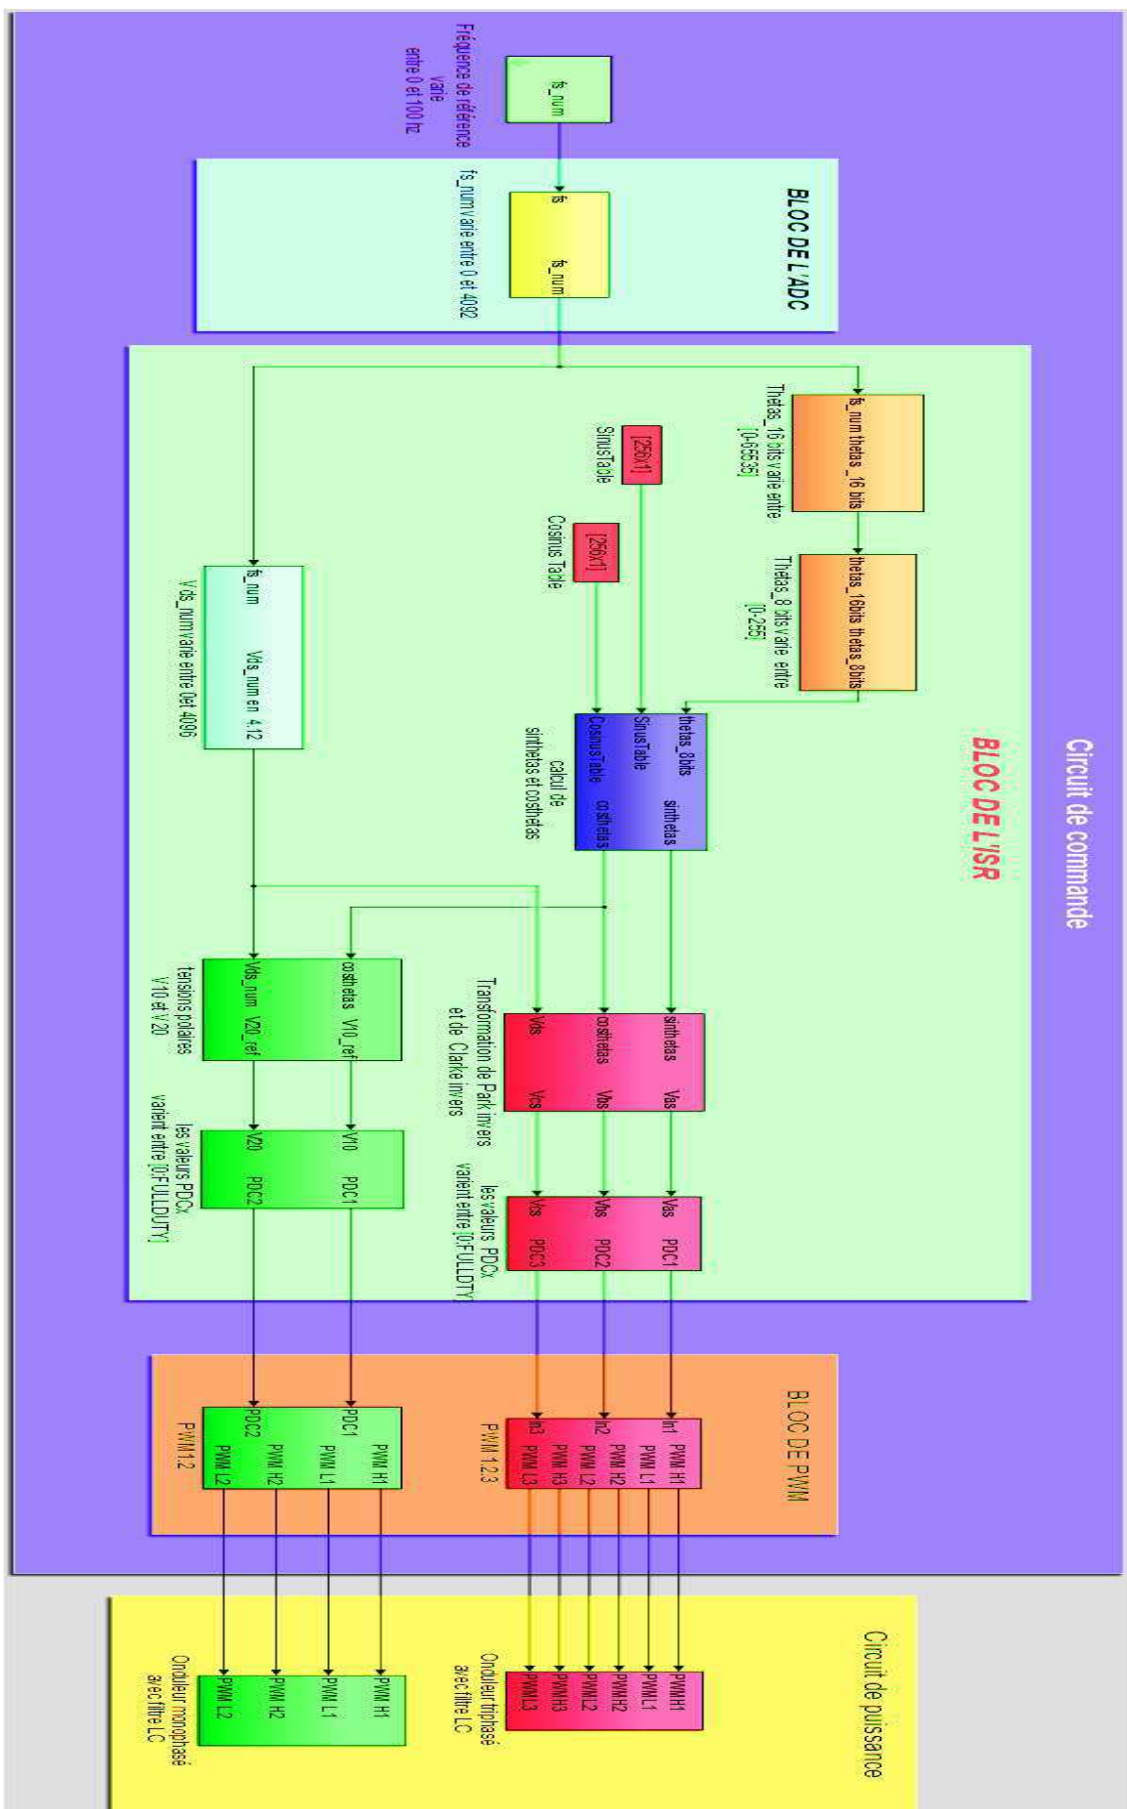 Circuit de commande
BLOC DE L'ISR
BLOC DE L'ADC
fs_num
Fréquence de référence
varie
entre 0 et 100 hz
fs
fs_num
fs_num varie entre 0 et 4092
fs_num thetas_16 bits
Thetas_16 bits varie entre
[0-65535]
thetas_16bits thetas_8bits
Thetas_8 bits varie entre
[0-255]
[256x1]
SinusTable
[256x1]
Cosinus Table
thetas_8bits
SinusTable
CosinusTable
sinthetas
costhetas
calcul de
sinthetas et costhetas
fs_num
Vds_num en 4.12
Vds_num varie entre 0et 4096
sinthetas
costhetas
Vds
Vas
Vbs
Vcs
Transformation de Park invers
et de Clarke invers
Vas
Vbs
Vcs
PDC1
PDC2
PDC3
les valeurs PDCx
varient entre [0;FULLDTY]
costhetas V10_ref
Vds_num V20_ref
tensions polaires
V10 et V20
V10
V20
PDC1
PDC2
les valeurs PDCx
varient entre [0;FULLDUTY]
BLOC DE PWM
In1
In2
In3
PWM H1
PWM L1
PWM H2
PWM L2
PWM H3
PWM L3
PWM 1.2.3
PDC1
PDC2
PWM H1
PWM L1
PWM H2
PWM L2
PWM1.2
Circuit de puissance
PWMH1
PWML1
PWMH2
PWML2
PWMH3
PWML3
Onduleur triphasé
avec filtre LC
PWM H1
PWM L1
PWM H2
PWM L2
Onduleur monophasé
avec filtre LC